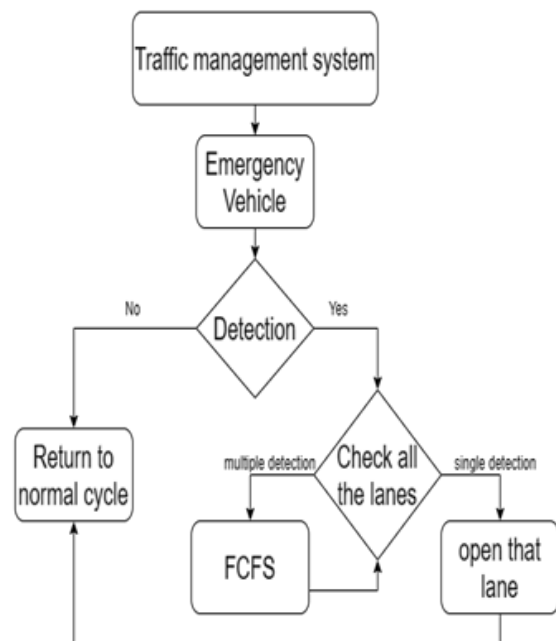 Traffic management system
Emergency
Vehicle
No
Detection
Yes
Return to
normal cycle
multiple detection
Check all
the lanes
single detection
FCFS
open that
lane